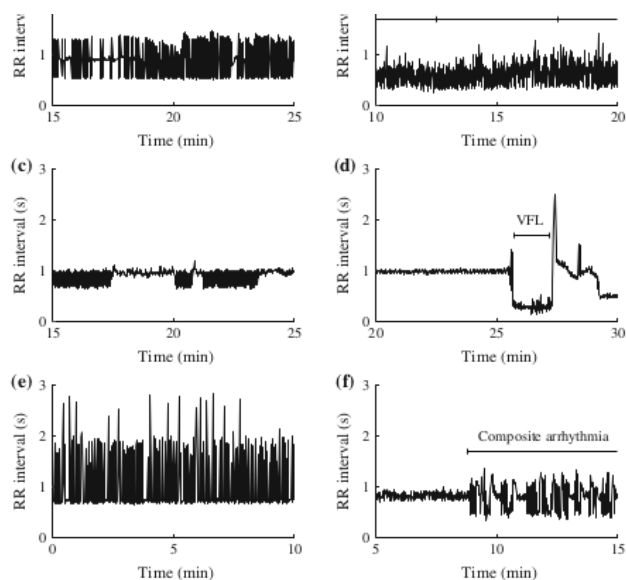 RR interv
1
0
15
20
25
Time (min)
RR interv
1
0
10
15
20
Time (min)
(c)
RR interval (s)
3
2
1
0
15
20
25
Time (min)
(d)
RR interval (s)
3
2
1
0
VFL
20
25
30
Time (min)
(e)
RR interval (s)
3
2
1
0
0
5
10
Time (min)
(f)
RR interval (s)
3
2
1
0
Composite arrhythmia
5
10
15
Time (min)